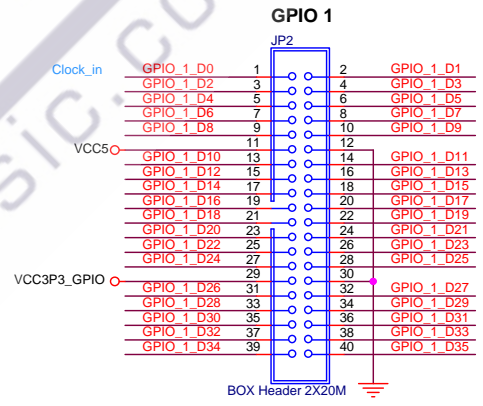 GPIO 1
JP2
Clock_in GPIO_1_D0 1 2 GPIO_1_D1
GPIO_1_D2 3 4 GPIO_1_D3
GPIO_1_D4 5 6 GPIO_1_D5
GPIO_1_D6 7 8 GPIO_1_D7
GPIO_1_D8 9 10 GPIO_1_D9
VCC5 11 12
GPIO_1_D10 13 14 GPIO_1_D11
GPIO_1_D12 15 16 GPIO_1_D13
GPIO_1_D14 17 18 GPIO_1_D15
GPIO_1_D16 19 20 GPIO_1_D17
GPIO_1_D18 21 22 GPIO_1_D19
GPIO_1_D20 23 24 GPIO_1_D21
GPIO_1_D22 25 26 GPIO_1_D23
GPIO_1_D24 27 28 GPIO_1_D25
VCC3P3_GPIO 29 30
GPIO_1_D26 31 32 GPIO_1_D27
GPIO_1_D28 33 34 GPIO_1_D29
GPIO_1_D30 35 36 GPIO_1_D31
GPIO_1_D32 37 38 GPIO_1_D33
GPIO_1_D34 39 40 GPIO_1_D35
BOX Header 2X20M
sic.co